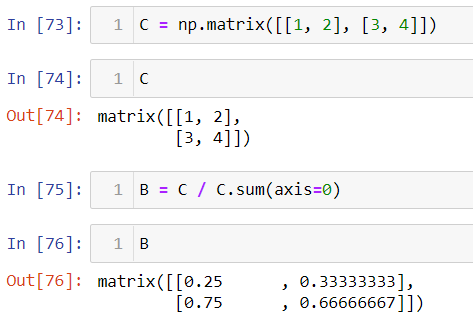 In [73]: 1 C = np.matrix([[1, 2], [3, 4]])
In [74]: 1 C
Out[74]: matrix([[1, 2],
        [3, 4]])
In [75]: 1 B = C / C.sum(axis=0)
In [76]: 1 B
Out[76]: matrix([[0.25      , 0.33333333],
        [0.75      , 0.66666667]])